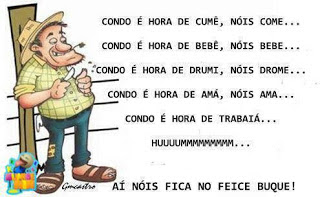 CONDO É HORA DE CUMÊ, NÓIS COME...
CONDO É HORA DE BEBÊ, NÓIS BEBE...
CONDO É HORA DE DRUMI, NÓIS DROME...
CONDO É HORA DE AMÁ, NÓIS AMA...
CONDO É HORA DE TRABAIÁ...
HUUUUMMMMMMMMM...
Gmcastro
AÍ NÓIS FICA NO FEICE BUQUE!